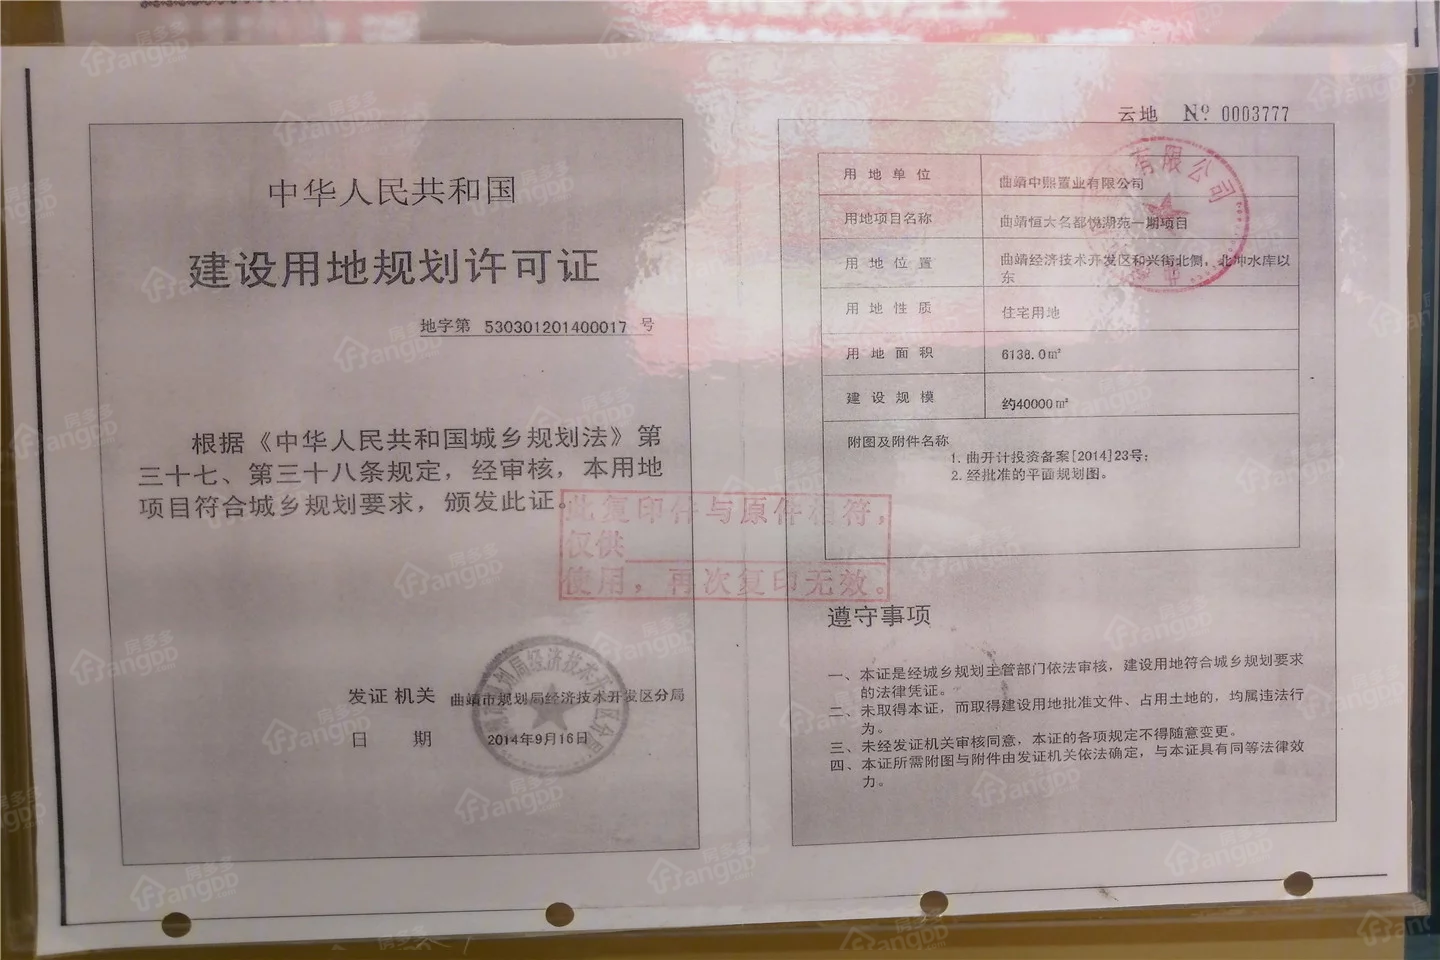 中华人民共和国
建设用地规划许可证
地字第 530301201400017 号
根据《中华人民共和国城乡规划法》第
三十七、第三十八条规定，经审核，本用地
项目符合城乡规划要求，颁发此证。
发证机关 曲靖市规划局经济技术开发区分局
日 期 2014年9月16日
此复印件与原件相符，
仅供
使用，再次复印无效。
云地 Nº 0003777
用地单位 曲靖中熙置业有限公司
用地项目名称 曲靖恒大名都悦湖苑一期项目
用地位置 曲靖经济技术开发区和兴街北侧，北冲水库以
东
用地性质 住宅用地
用地面积 6138.0㎡
建设规模 约40000㎡
附图及附件名称
1.曲开计投资备案[2014]23号；
2.经批准的平面规划图。
有限公司
遵守事项
一、本证是经城乡规划主管部门依法审核，建设用地符合城乡规划要求
的法律凭证。
二、未取得本证，而取得建设用地批准文件、占用土地的，均属违法行
为。
三、未经发证机关审核同意，本证的各项规定不得随意变更。
四、本证所需附图与附件由发证机关依法确定，与本证具有同等法律效
力。
房多多
Fangdd.com